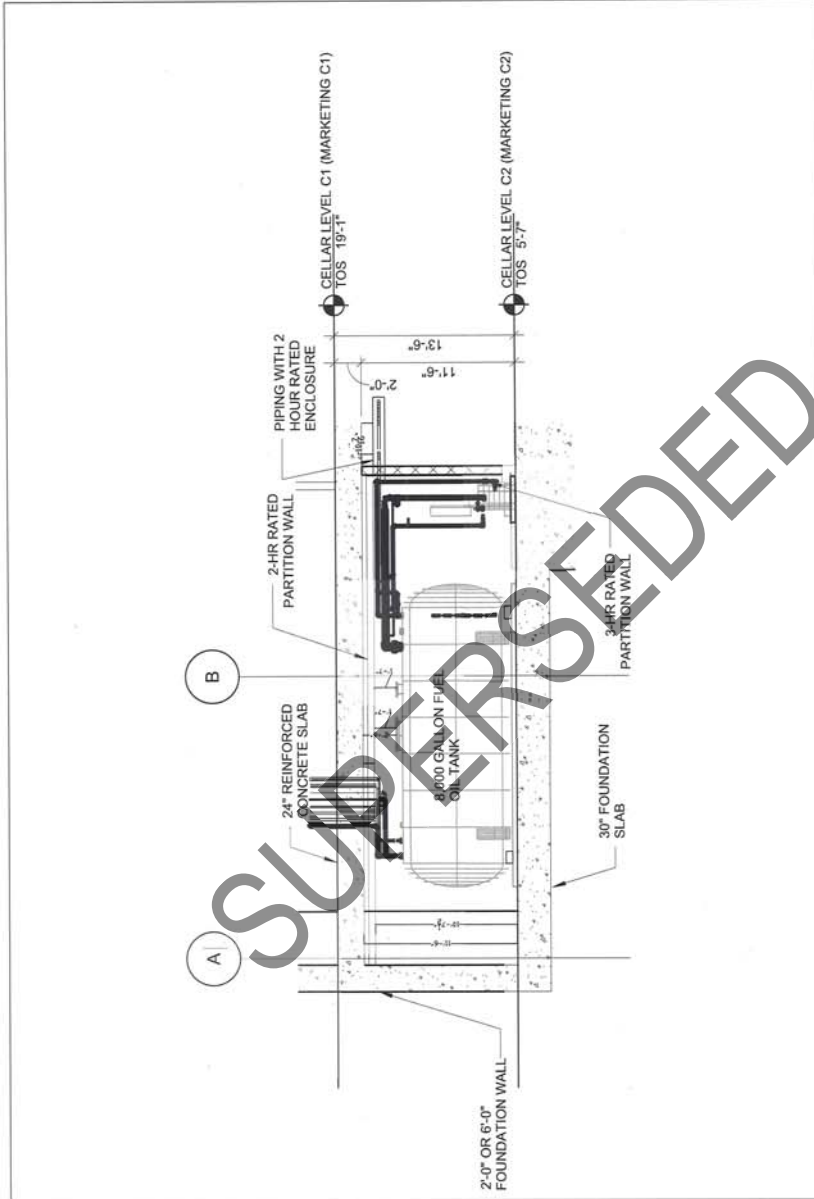 CELLAR LEVEL C1 (MARKETING C1)
TOS 19'-1"
CELLAR LEVEL C2 (MARKETING C2)
TOS 5'-7"
PIPING WITH 2
HOUR RATED
ENCLOSURE
2-HR RATED
PARTITION WALL
B
24" REINFORCED
CONCRETE SLAB
A
2'-0"
13'-6"
11'-6"
8,000 GALLON FUEL
OIL TANK
11'-6"
3-HR RATED
PARTITION WALL
30" FOUNDATION
SLAB
2'-0" OR 6'-0"
FOUNDATION WALL
SUPERSEDED